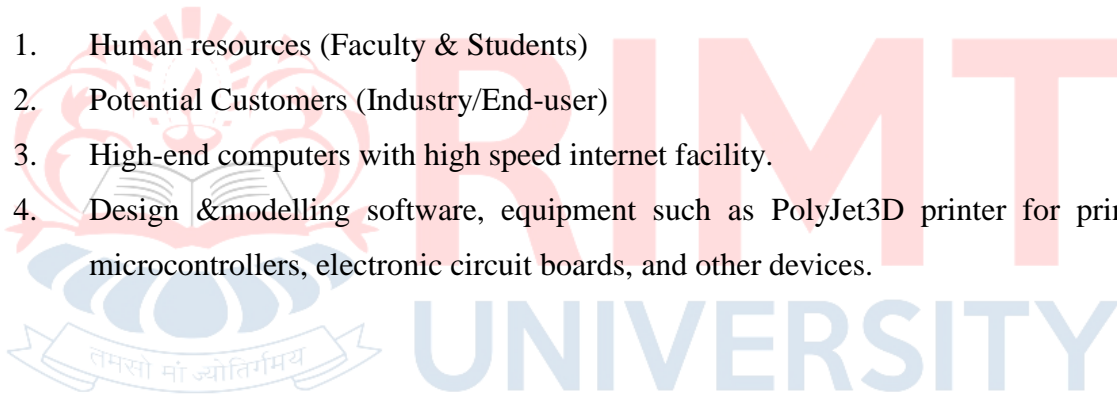 1. Human resources (Faculty & Students)
2. Potential Customers (Industry/End-user)
3. High-end computers with high speed internet facility.
4. Design &modelling software, equipment such as PolyJet3D printer for prin
microcontrollers, electronic circuit boards, and other devices.
RIMT
UNIVERSITY
तमसो मां ज्योतिर्गमय